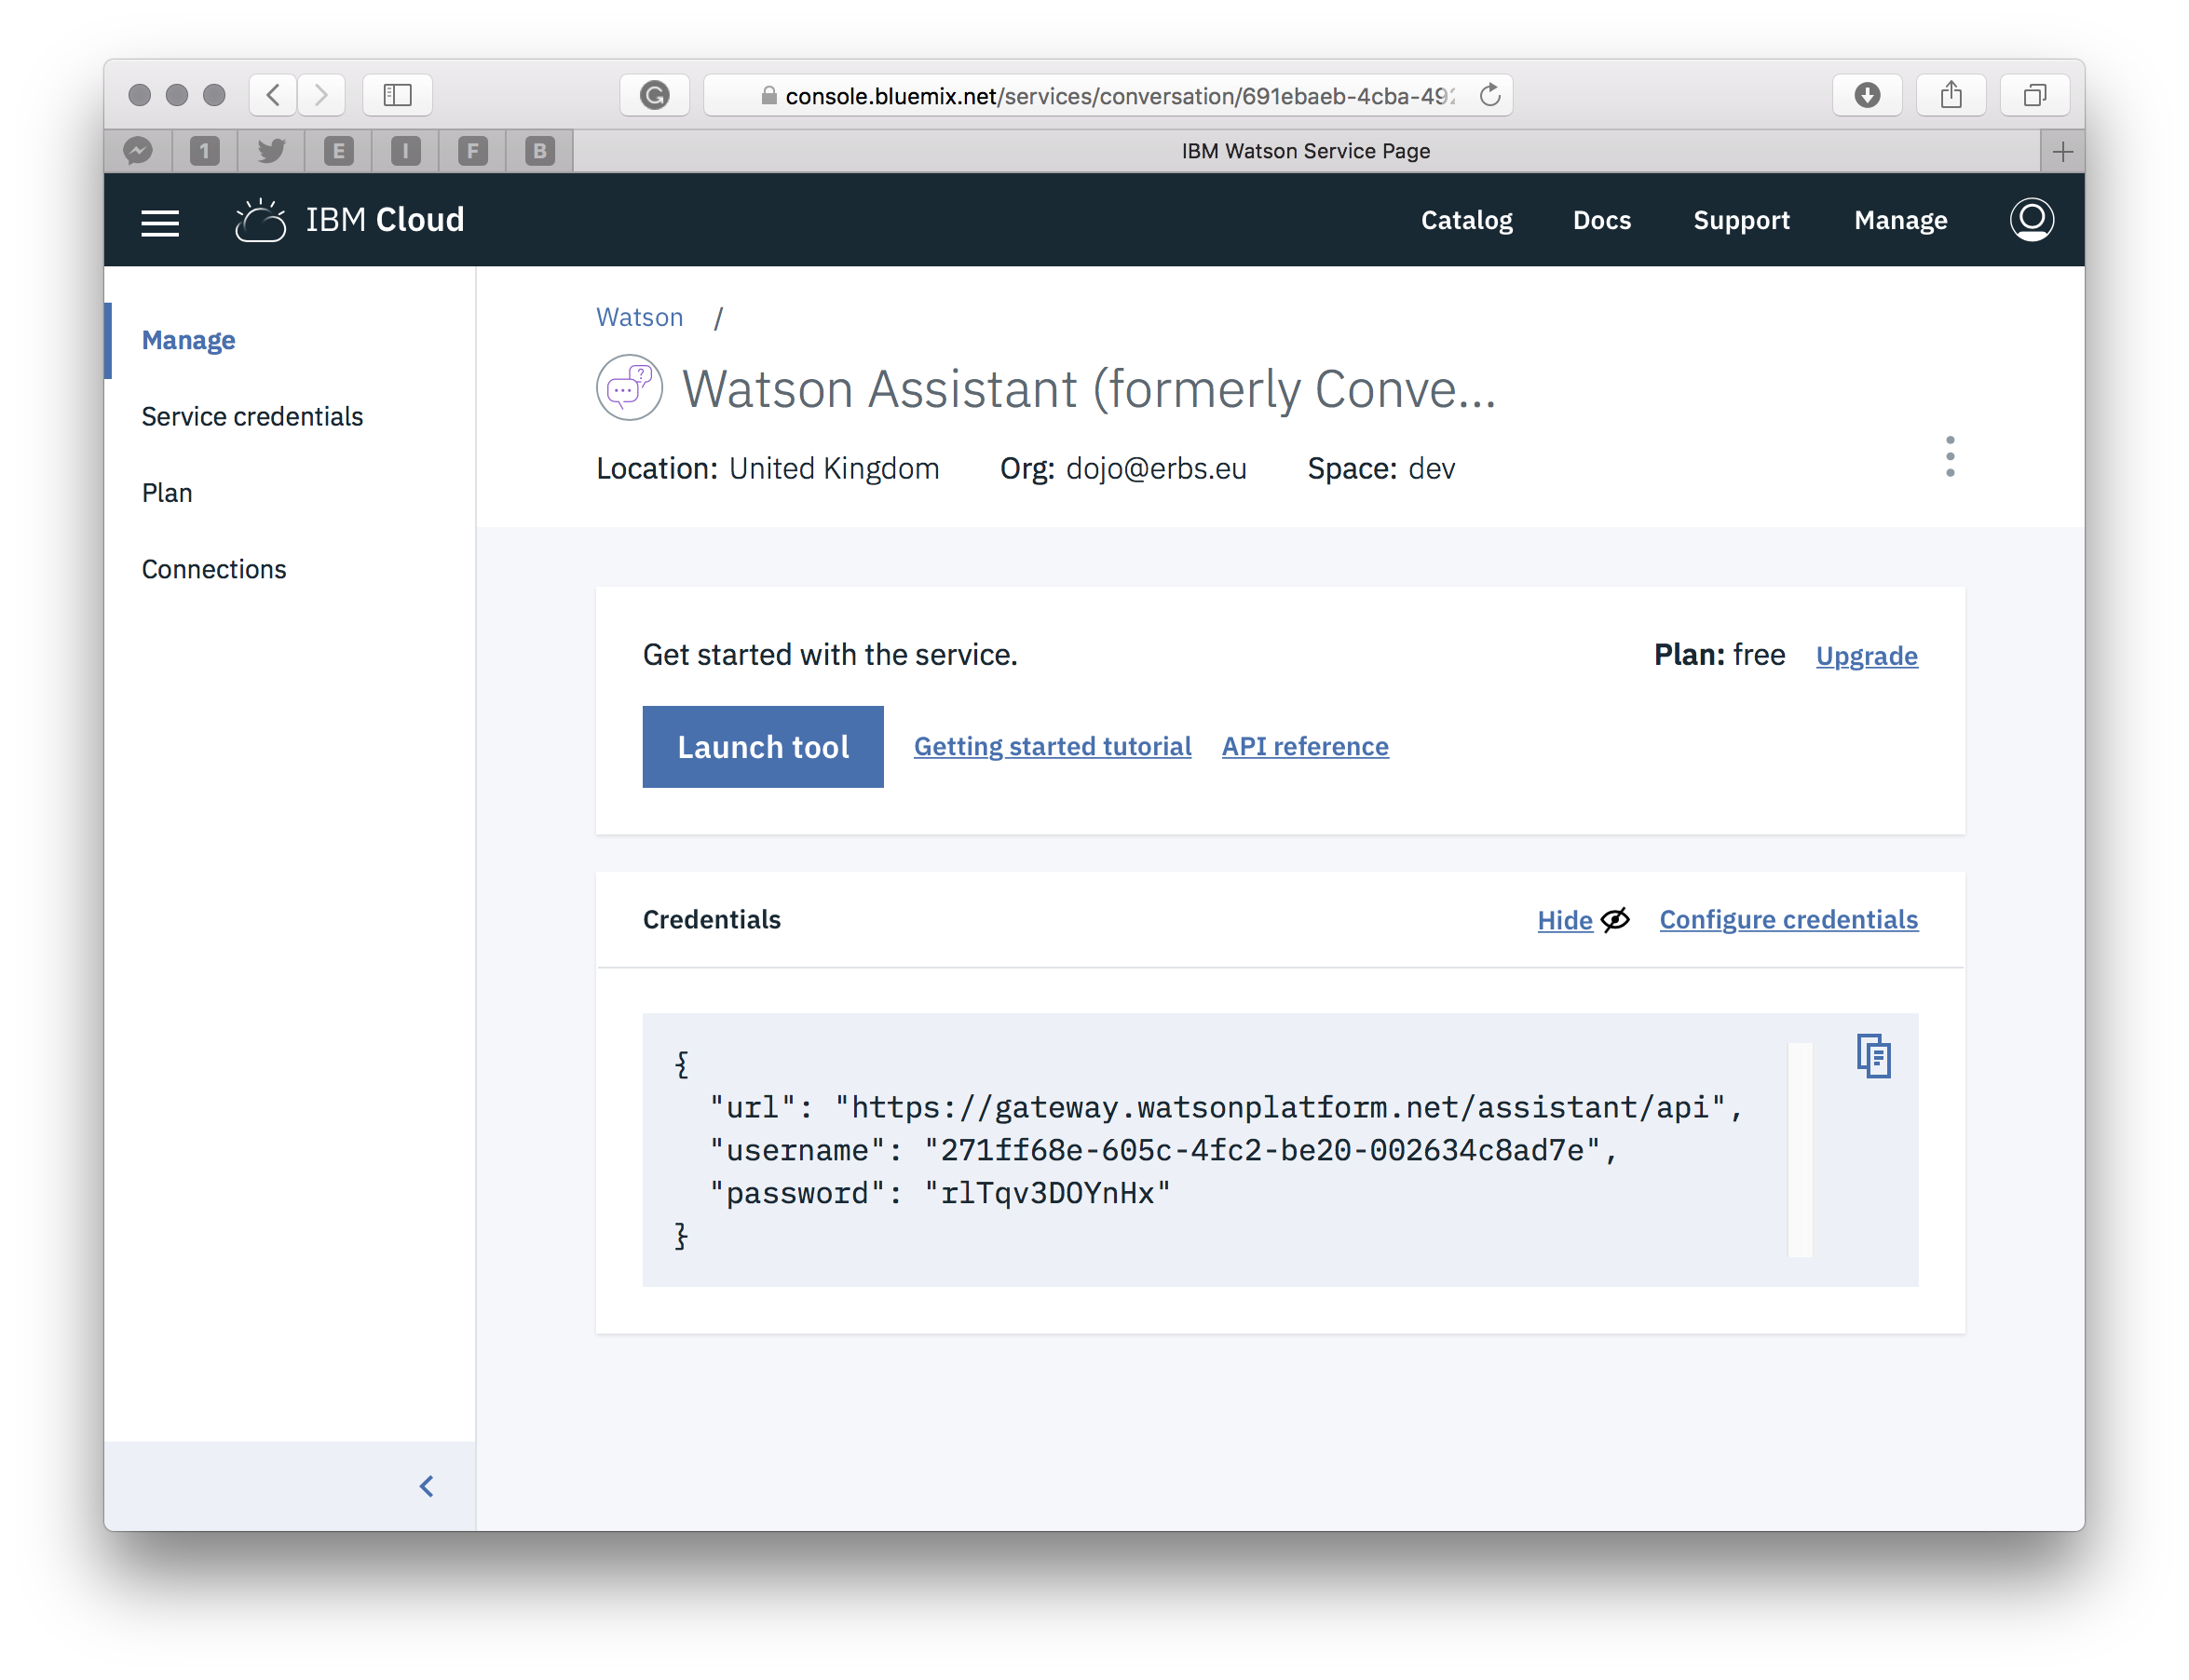 console.bluemix.net/services/conversation/691ebaeb-4cba-492
1 E I F B IBM Watson Service Page
IBM Cloud Catalog Docs Support Manage
Manage
Service credentials
Plan
Connections
Watson /
Watson Assistant (formerly Conve...
Location: United Kingdom Org: dojo@erbs.eu Space: dev
Get started with the service. Plan: free Upgrade
Launch tool Getting started tutorial API reference
Credentials Hide Configure credentials
{
"url": "https://gateway.watsonplatform.net/assistant/api",
"username": "271ff68e-605c-4fc2-be20-002634c8ad7e",
"password": "rlTqv3DOYnHx"
}